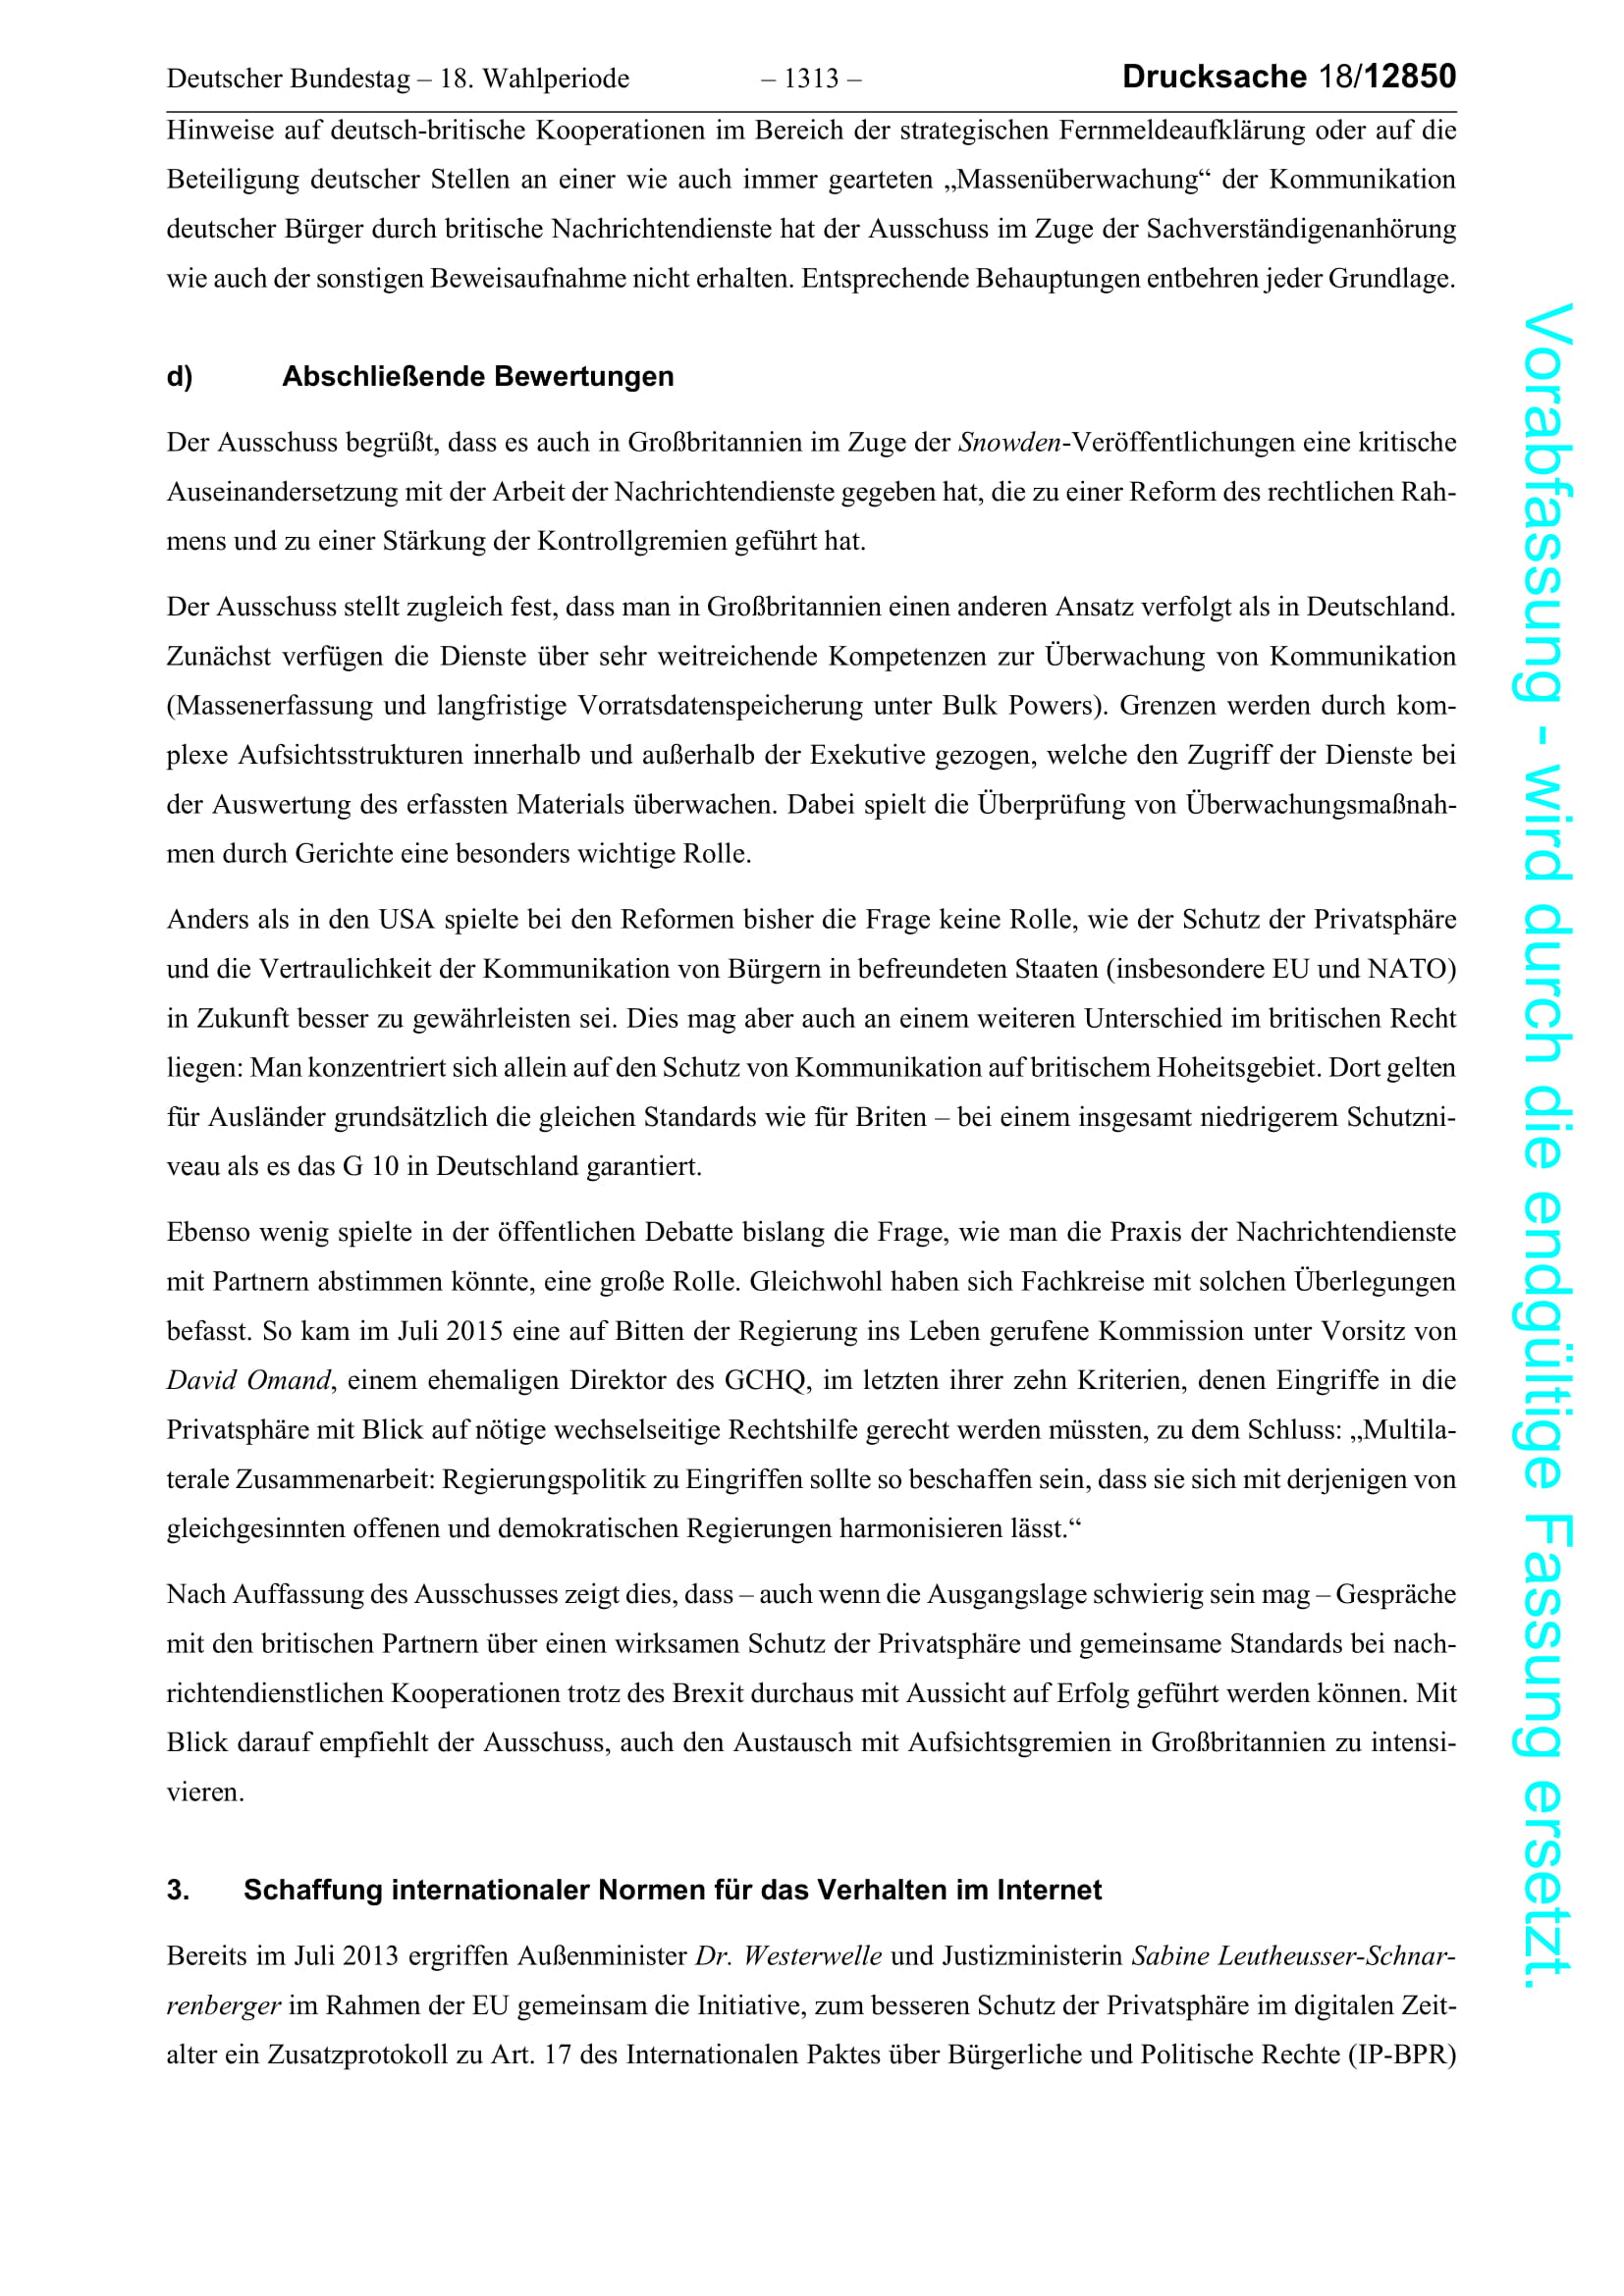 Deutscher Bundestag – 18. Wahlperiode – 1313 – Drucksache 18/12850
Hinweise auf deutsch-britische Kooperationen im Bereich der strategischen Fernmeldeaufklärung oder auf die
Beteiligung deutscher Stellen an einer wie auch immer gearteten „Massenüberwachung“ der Kommunikation
deutscher Bürger durch britische Nachrichtendienste hat der Ausschuss im Zuge der Sachverständigenanhörung
wie auch der sonstigen Beweisaufnahme nicht erhalten. Entsprechende Behauptungen entbehren jeder Grundlage.
d) Abschließende Bewertungen
Der Ausschuss begrüßt, dass es auch in Großbritannien im Zuge der Snowden-Veröffentlichungen eine kritische
Auseinandersetzung mit der Arbeit der Nachrichtendienste gegeben hat, die zu einer Reform des rechtlichen Rah-
mens und zu einer Stärkung der Kontrollgremien geführt hat.
Der Ausschuss stellt zugleich fest, dass man in Großbritannien einen anderen Ansatz verfolgt als in Deutschland.
Zunächst verfügen die Dienste über sehr weitreichende Kompetenzen zur Überwachung von Kommunikation
(Massenerfassung und langfristige Vorratsdatenspeicherung unter Bulk Powers). Grenzen werden durch kom-
plexe Aufsichtsstrukturen innerhalb und außerhalb der Exekutive gezogen, welche den Zugriff der Dienste bei
der Auswertung des erfassten Materials überwachen. Dabei spielt die Überprüfung von Überwachungsmaßnah-
men durch Gerichte eine besonders wichtige Rolle.
Anders als in den USA spielte bei den Reformen bisher die Frage keine Rolle, wie der Schutz der Privatsphäre
und die Vertraulichkeit der Kommunikation von Bürgern in befreundeten Staaten (insbesondere EU und NATO)
in Zukunft besser zu gewährleisten sei. Dies mag aber auch an einem weiteren Unterschied im britischen Recht
liegen: Man konzentriert sich allein auf den Schutz von Kommunikation auf britischem Hoheitsgebiet. Dort gelten
für Ausländer grundsätzlich die gleichen Standards wie für Briten – bei einem insgesamt niedrigerem Schutzni-
veau als es das G 10 in Deutschland garantiert.
Ebenso wenig spielte in der öffentlichen Debatte bislang die Frage, wie man die Praxis der Nachrichtendienste
mit Partnern abstimmen könnte, eine große Rolle. Gleichwohl haben sich Fachkreise mit solchen Überlegungen
befasst. So kam im Juli 2015 eine auf Bitten der Regierung ins Leben gerufene Kommission unter Vorsitz von
David Omand, einem ehemaligen Direktor des GCHQ, im letzten ihrer zehn Kriterien, denen Eingriffe in die
Privatsphäre mit Blick auf nötige wechselseitige Rechtshilfe gerecht werden müssten, zu dem Schluss: „Multila-
terale Zusammenarbeit: Regierungspolitik zu Eingriffen sollte so beschaffen sein, dass sie sich mit derjenigen von
gleichgesinnten offenen und demokratischen Regierungen harmonisieren lässt.“
Nach Auffassung des Ausschusses zeigt dies, dass – auch wenn die Ausgangslage schwierig sein mag – Gespräche
mit den britischen Partnern über einen wirksamen Schutz der Privatsphäre und gemeinsame Standards bei nach-
richtendienstlichen Kooperationen trotz des Brexit durchaus mit Aussicht auf Erfolg geführt werden können. Mit
Blick darauf empfiehlt der Ausschuss, auch den Austausch mit Aufsichtsgremien in Großbritannien zu intensi-
vieren.
3. Schaffung internationaler Normen für das Verhalten im Internet
Bereits im Juli 2013 ergriffen Außenminister Dr. Westerwelle und Justizministerin Sabine Leutheusser-Schnar-
renberger im Rahmen der EU gemeinsam die Initiative, zum besseren Schutz der Privatsphäre im digitalen Zeit-
alter ein Zusatzprotokoll zu Art. 17 des Internationalen Paktes über Bürgerliche und Politische Rechte (IP-BPR)
Vorabfassung - wird durch die endgültige Fassung ersetzt.